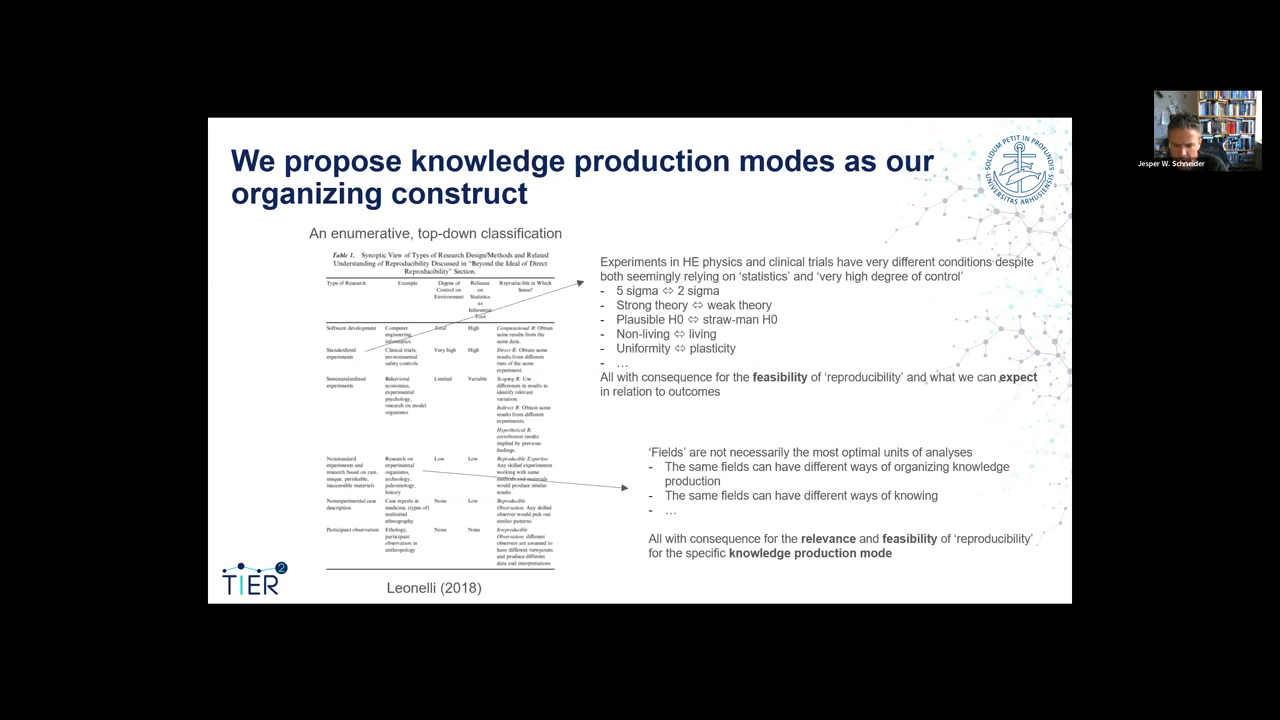 We propose knowledge production modes as our
organizing construct
SOLIDUM PETIT IN PROFUNDIS
UNIVERSITAS ARHUSIENSIS
Jesper W. Schneider
An enumerative, top-down classification
Table 1. Synoptic View of Types of Research Design/Methods and Related
Understanding of Reproducibility Discussed in "Beyond the Ideal of Direct
Reproducibility" Section.
Type of Research
Example
Degree of
Control on
Environment
Reliance
on
Statistics
as
Inferential
Tool
Reproducible in Which
Sense?
Software development
Computer
engineering,
informatics
Total
High
Computational R: Obtain
same results from the
same data.
Standardized
experiments
Clinical trials,
environmental
safety controls
Very high
High
Direct R: Obtain same
results from different
runs of the same
experiment.
Semistandardized
experiments
Behavioral
economics,
experimental
psychology,
research on model
organisms
Limited
Variable
Scoping R: Use
differences in results to
identify relevant
variation.
Indirect R: Obtain same
results from different
experiments.
Hypothetical R:
corroborate results
implied by previous
findings.
Nonstandard
experiments and
research based on rare,
unique, perishable,
inaccessible materials
Research on
experimental
organisms,
archeology,
paleontology,
history
Low
Low
Reproducible Expertise:
Any skilled experimenter
working with same
methods and materials
would produce similar
results
Nonexperimental case
description
Case reports in
medicine, (types of)
multisited
ethnography
None
Low
Reproducible
Observation: Any skilled
observer would pick out
similar patterns
Participant observation
Ethology,
participant
observation in
anthropology
None
None
Irreproducible
Observation: different
observers are assumed to
have different viewpoints
and produce different
data and interpretations
Leonelli (2018)
TIER2
Experiments in HE physics and clinical trials have very different conditions despite
both seemingly relying on ‘statistics’ and ‘very high degree of control’
- 5 sigma ⇔ 2 sigma
- Strong theory ⇔ weak theory
- Plausible H0 ⇔ straw-man H0
- Non-living ⇔ living
- Uniformity ⇔ plasticity
- …
All with consequence for the feasibility of ‘reproducibility’ and what we can expect
in relation to outcomes
‘Fields’ are not necessarily the most optimal units of analyses
- The same fields can have different ways of organizing knowledge
production
- The same fields can have different ways of knowing
- …
All with consequence for the relevance and feasibility of ‘reproducibility’
for the specific knowledge production mode